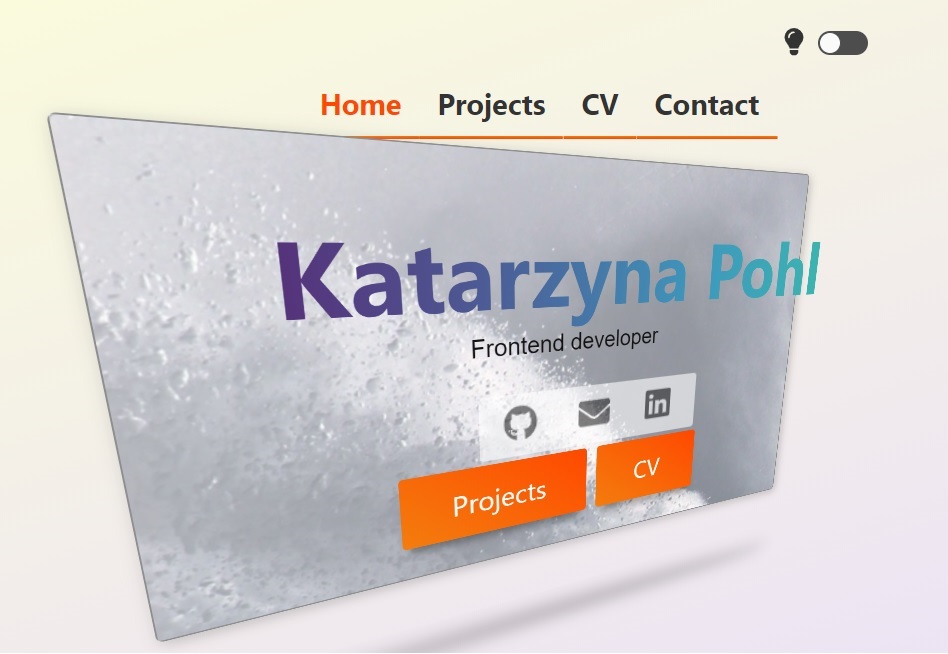 Home Projects CV Contact
Katarzyna Pohl
Frontend developer
Projects CV